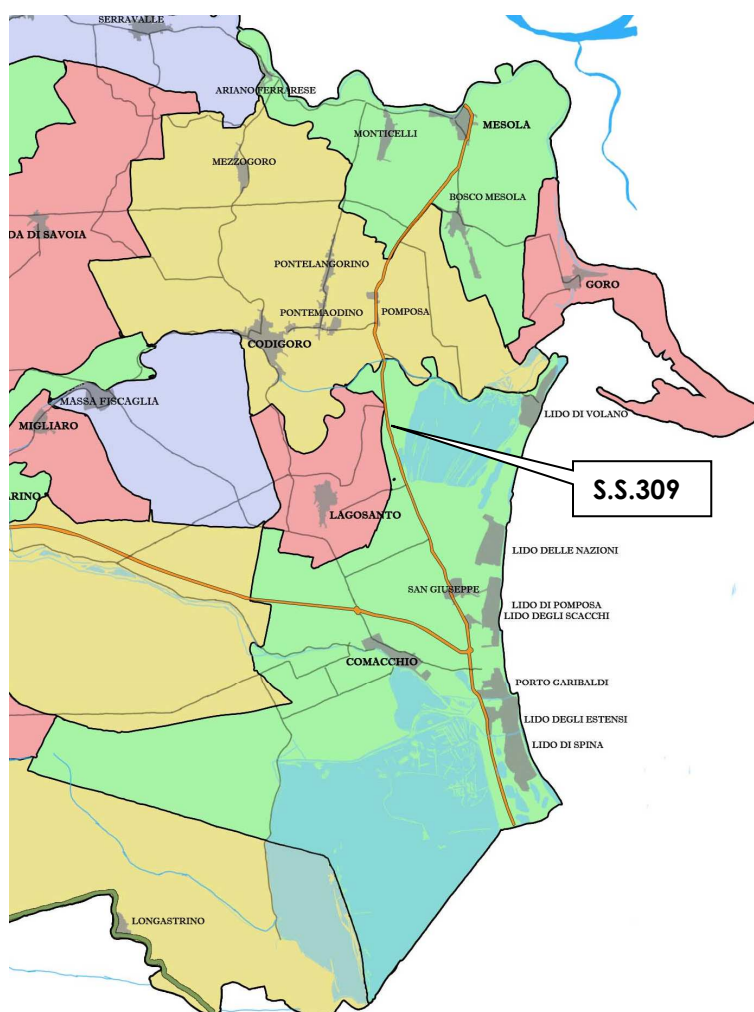 SERRAVALLE
ARIANO FERRARESE
MONTICELLI
MESOLA
MEZZOGORO
BOSCO MESOLA
DA DI SAVOIA
PONTELANGORINO
GORO
PONTEMAODINO
POMPOSA
CODIGORO
MASSA FISCAGLIA
LIDO DI VOLANO
MIGLIARO
S.S.309
ARINO
LAGOSANTO
LIDO DELLE NAZIONI
SAN GIUSEPPE
LIDO DI POMPOSA
LIDO DEGLI SCACCHI
COMACCHIO
PORTO GARIBALDI
LIDO DEGLI ESTENSI
LIDO DI SPINA
LONGASTRINO